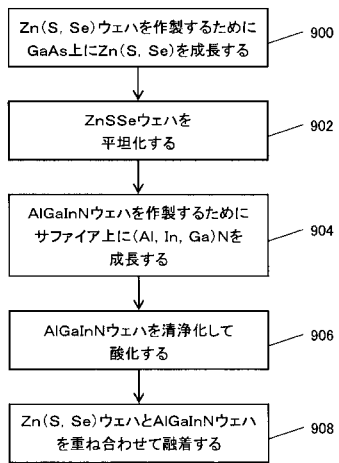 Zn(S, Se)ウェハを作製するために
GaAs上にZn(S, Se)を成長する
900
ZnSSeウェハを
平坦化する
902
AlGaInNウェハを作製するために
サファイア上に(Al, In, Ga)Nを
成長する
904
AlGaInNウェハを清浄化して
酸化する
906
Zn(S, Se)ウェハとAlGaInNウェハ
を重ね合わせて融着する
908